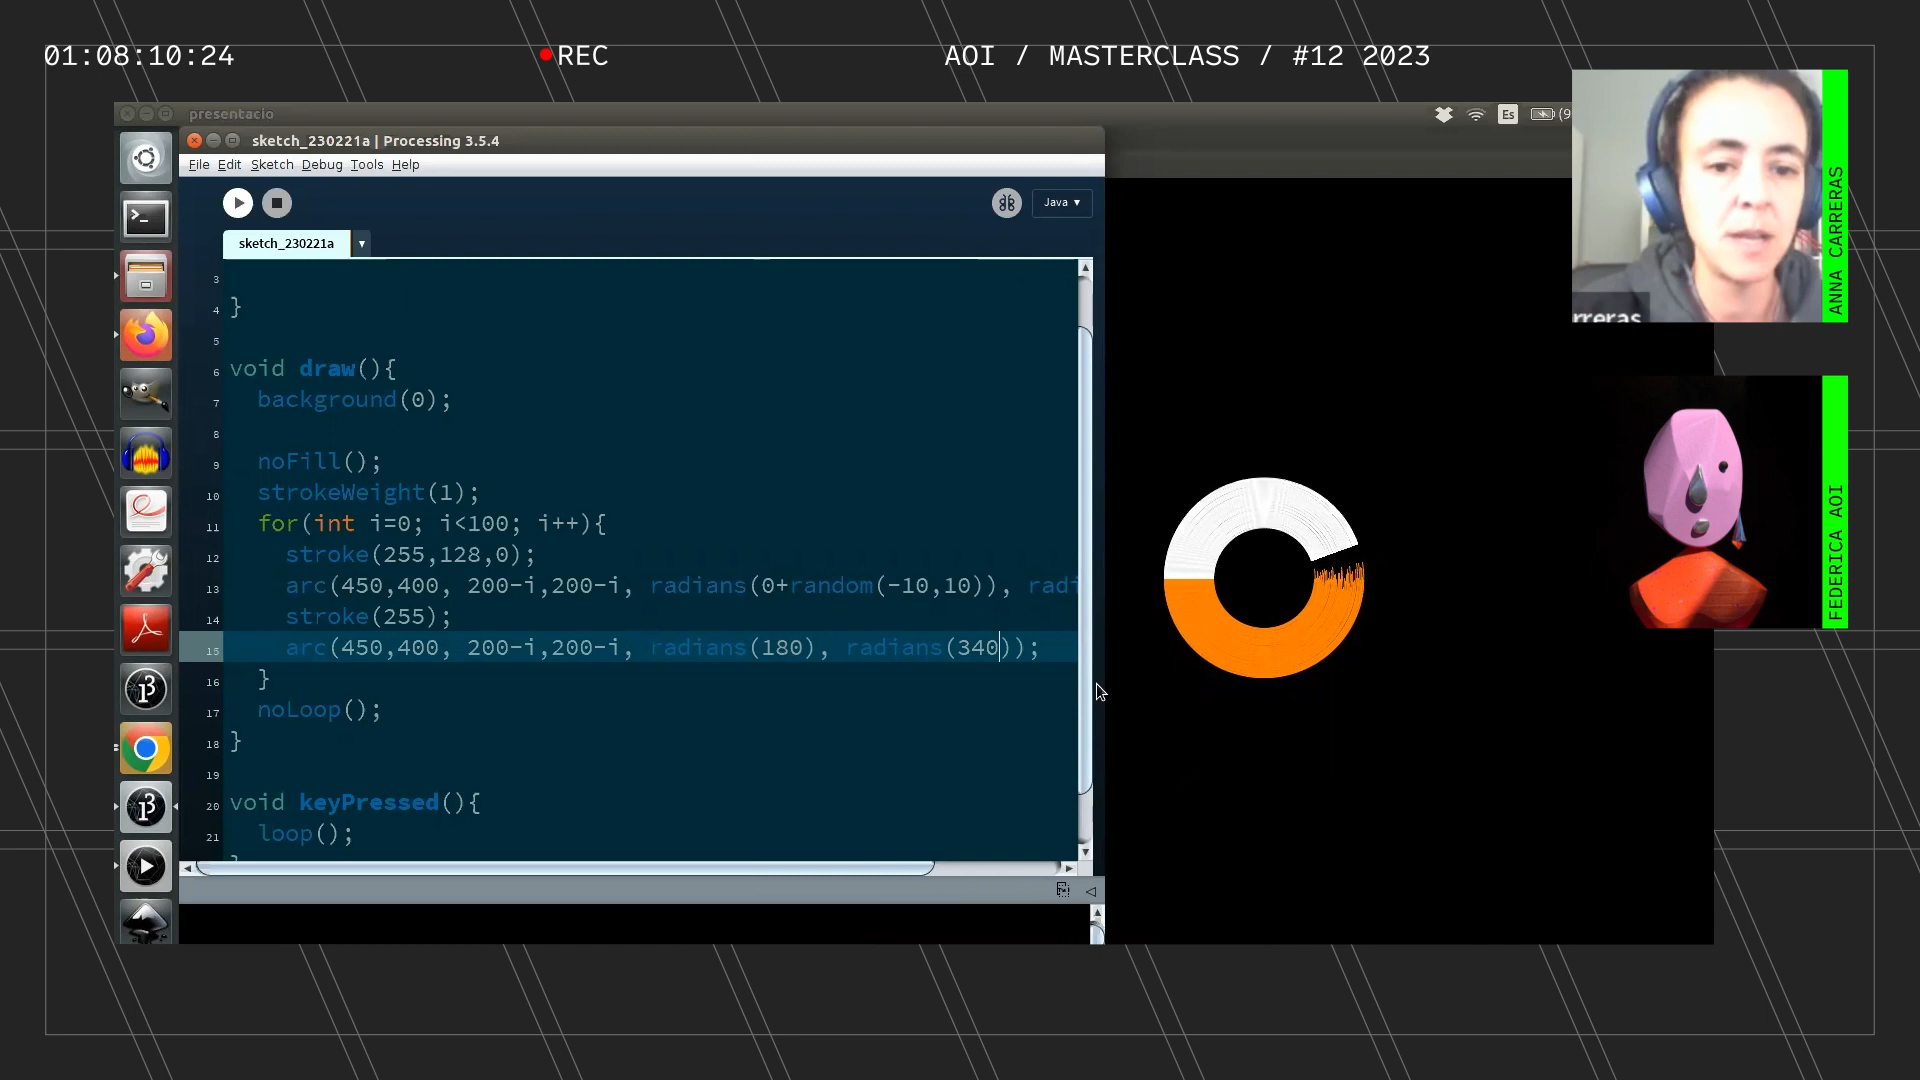 01:08:10:24
REC
AOI / MASTERCLASS / #12 2023
presentacio
Es
(9
sketch_230221a | Processing 3.5.4
File Edit Sketch Debug Tools Help
Java ▾
sketch_230221a ▾
3
4 }
5
6 void draw(){
7 background(0);
8
9 noFill();
10 strokeWeight(1);
11 for(int i=0; i<100; i++){
12 stroke(255,128,0);
13 arc(450,400, 200-i,200-i, radians(0+random(-10,10)), radi
14 stroke(255);
15 arc(450,400, 200-i,200-i, radians(180), radians(340));
16 }
17 noLoop();
18 }
19
20 void keyPressed(){
21 loop();
rreras
ANNA CARRERAS
FEDERICA AOI